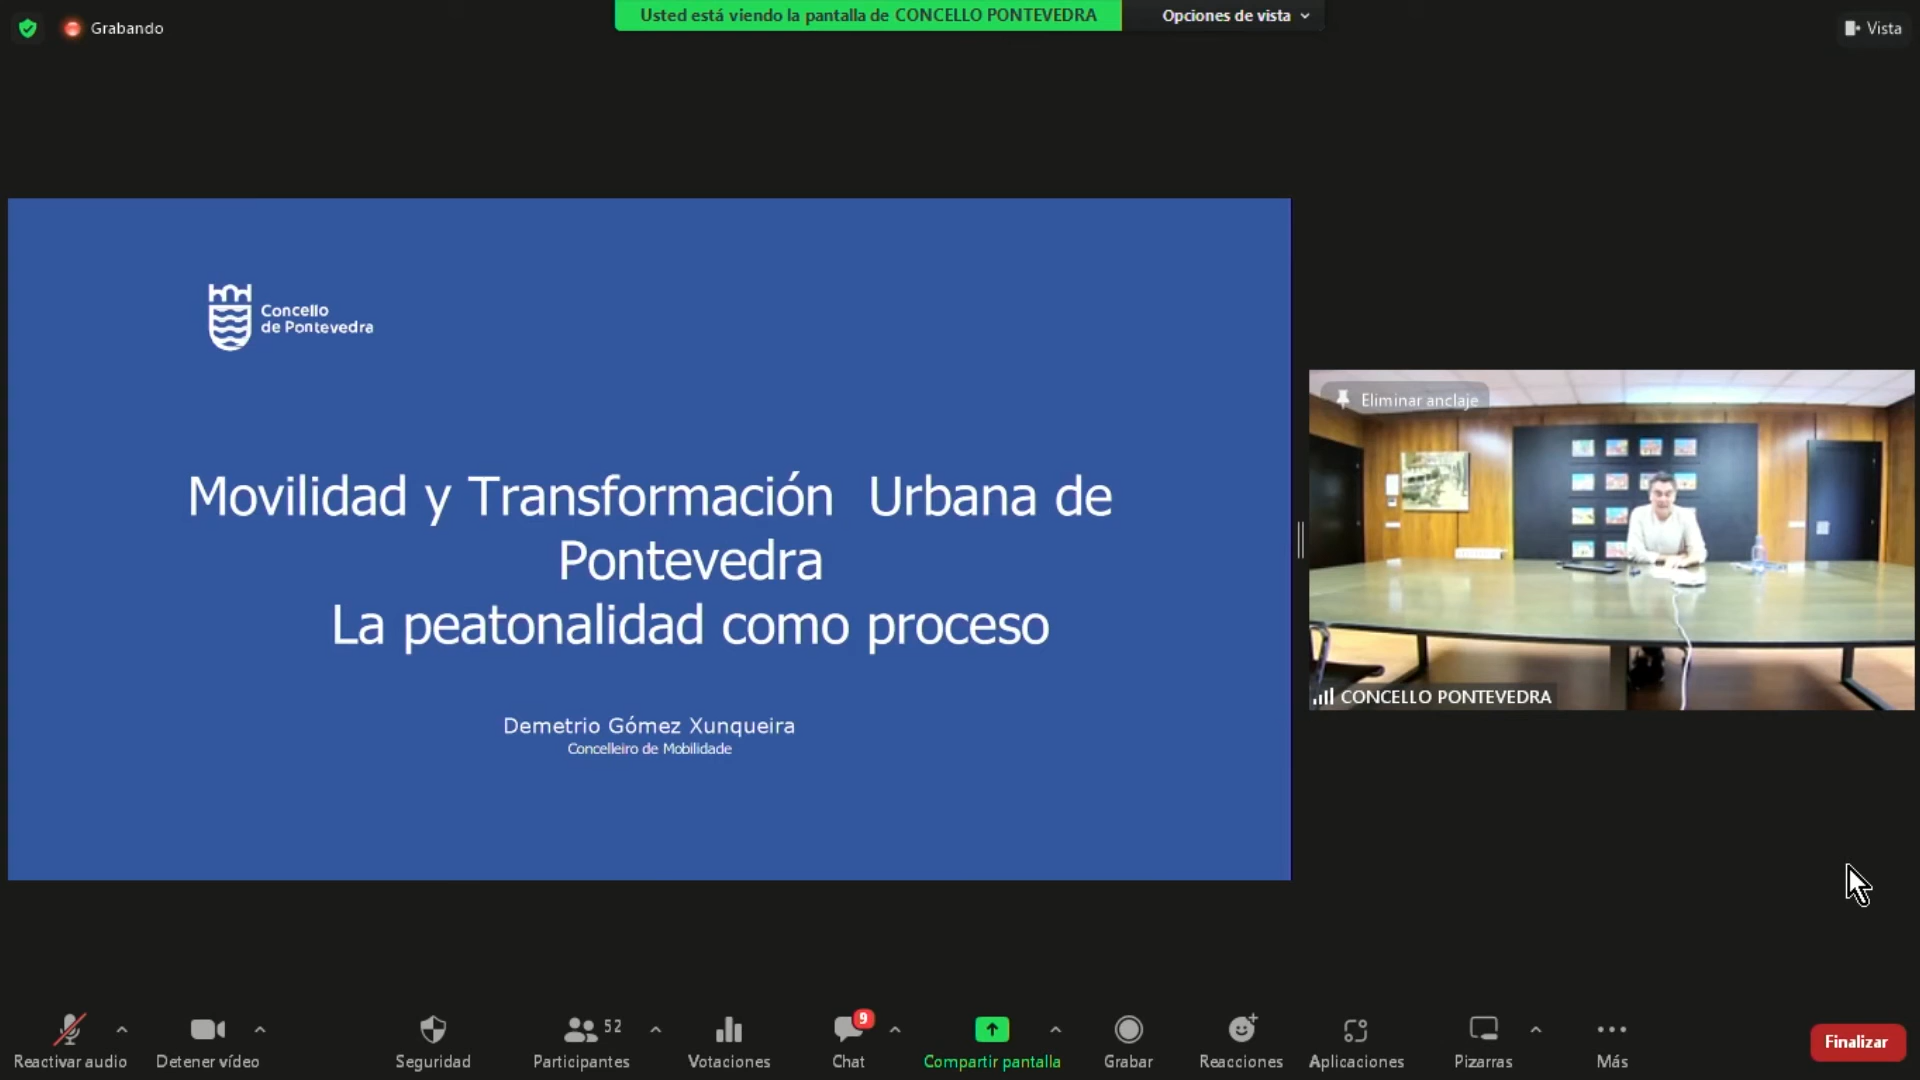 Grabando
Usted está viendo la pantalla de CONCELLO PONTEVEDRA
Opciones de vista
Vista
Concello
de Pontevedra
Movilidad y Transformación Urbana de
Pontevedra
La peatonalidad como proceso
Demetrio Gómez Xunqueira
Concelleiro de Mobilidade
Eliminar anclaje
CONCELLO PONTEVEDRA
Reactivar audio
Detener vídeo
Seguridad
52
Participantes
Votaciones
9
Chat
Compartir pantalla
Grabar
Reacciones
Aplicaciones
Pizarras
Más
Finalizar